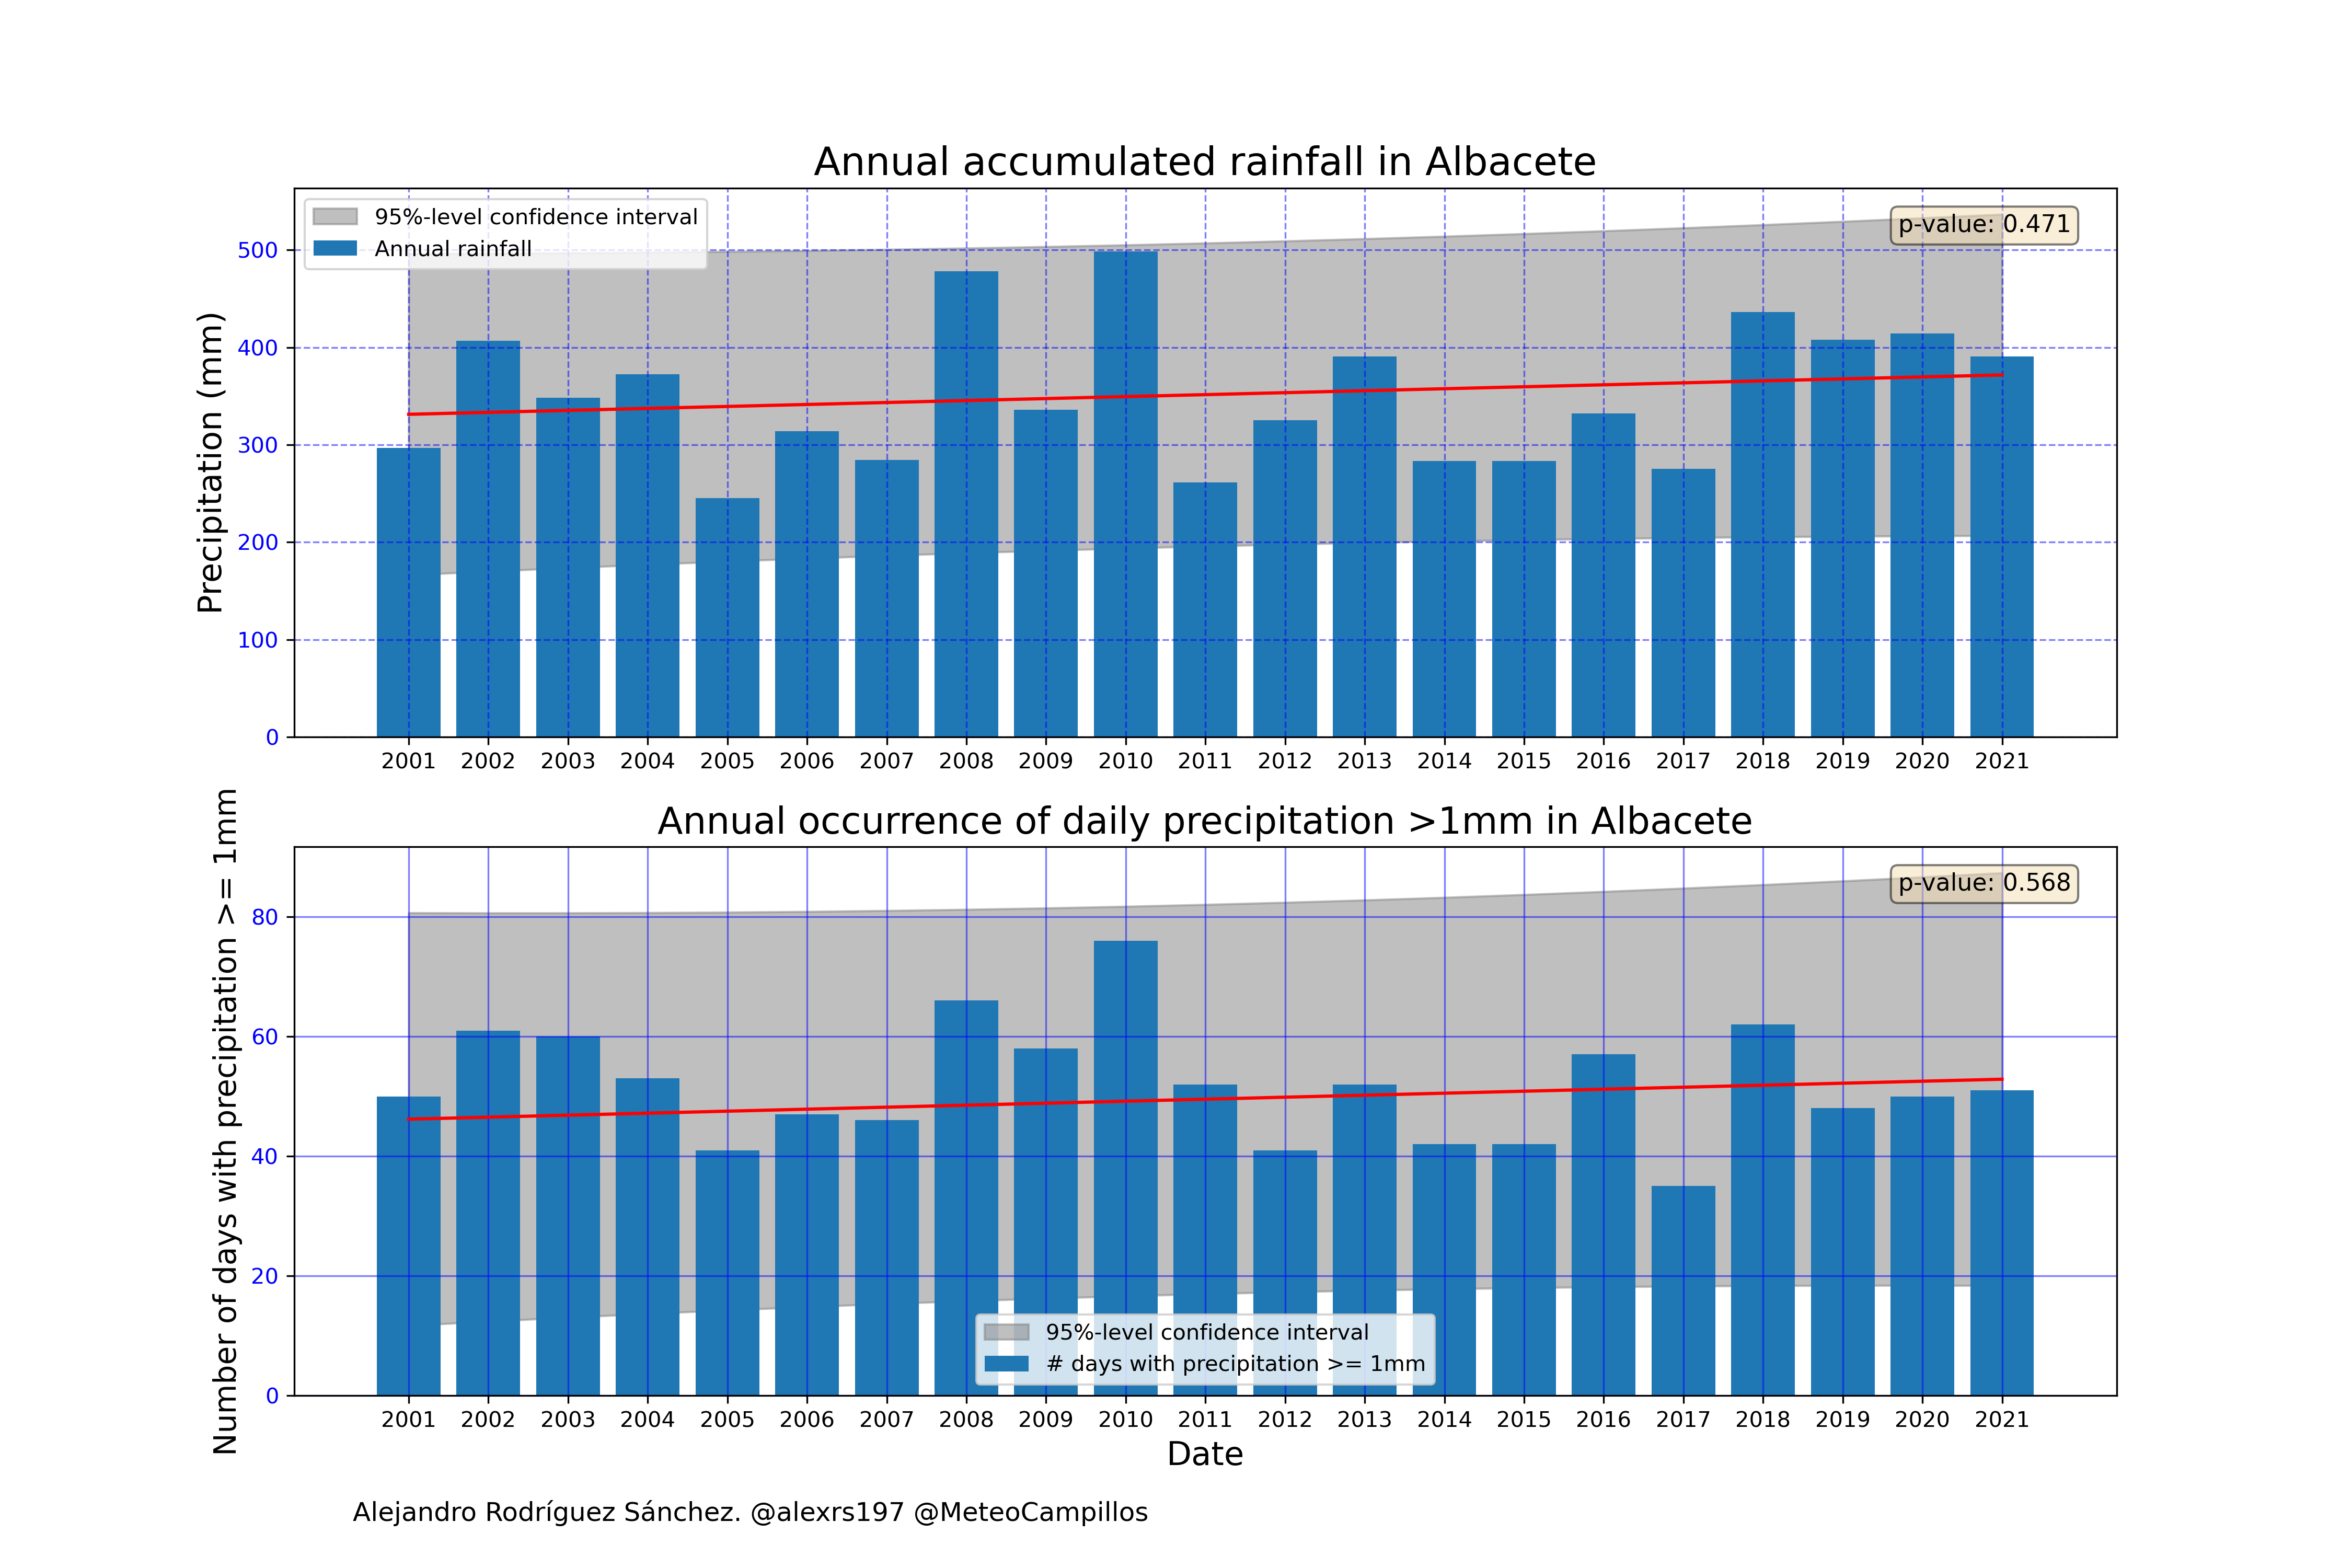 Annual accumulated rainfall in Albacete
95%-level confidence interval
Annual rainfall
p-value: 0.471
Precipitation (mm)
500
400
300
200
100
0
2001 2002 2003 2004 2005 2006 2007 2008 2009 2010 2011 2012 2013 2014 2015 2016 2017 2018 2019 2020 2021
Annual occurrence of daily precipitation >1mm in Albacete
p-value: 0.568
Number of days with precipitation >= 1mm
80
60
40
20
0
95%-level confidence interval
# days with precipitation >= 1mm
2001 2002 2003 2004 2005 2006 2007 2008 2009 2010 2011 2012 2013 2014 2015 2016 2017 2018 2019 2020 2021
Date
Alejandro Rodríguez Sánchez. @alexrs197 @MeteoCampillos